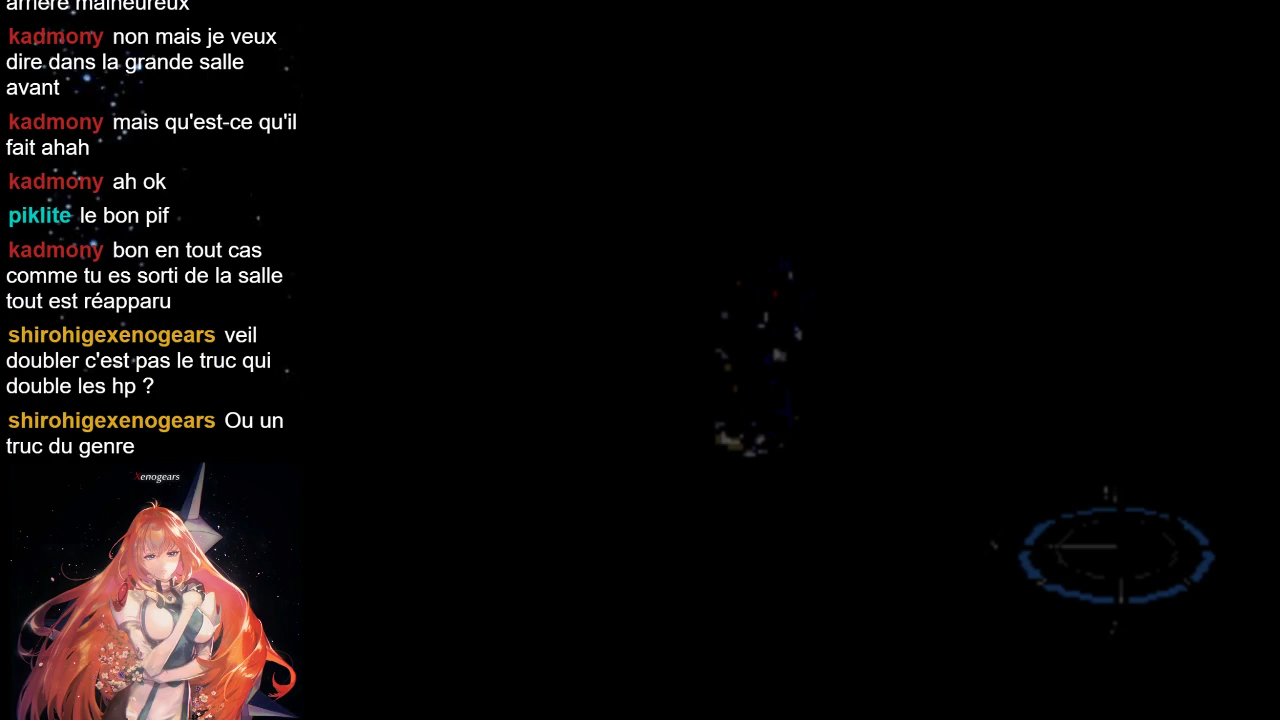 arrière malheureux
kadmony non mais je veux
dire dans la grande salle
avant
kadmony mais qu'est-ce qu'il
fait ahah
kadmony ah ok
piklite le bon pif
kadmony bon en tout cas
comme tu es sorti de la salle
tout est réapparu
shirohigexenogears veil
doubler c'est pas le truc qui
double les hp ?
shirohigexenogears Ou un
truc du genre
Xenogears